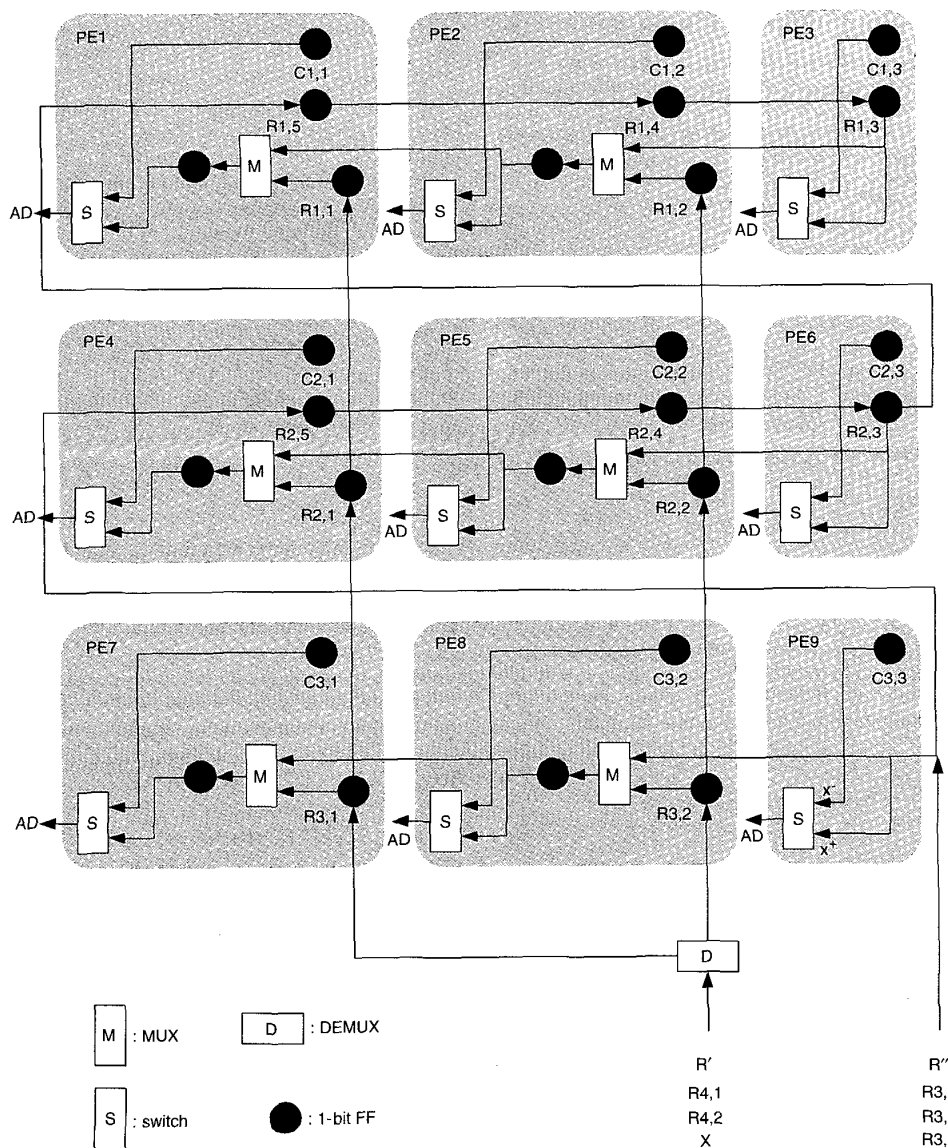 PE1 PE2 PE3
C1,1 C1,2 C1,3
R1,5 R1,4 R1,3
M M
R1,1 R1,2
AD S AD S AD S
PE4 PE5 PE6
C2,1 C2,2 C2,3
R2,5 R2,4 R2,3
M M
R2,1 R2,2
AD S AD S AD S
PE7 PE8 PE9
C3,1 C3,2 C3,3
M M
R3,1 R3,2
x-
AD S AD S AD S
x+
D
M : MUX D : DEMUX
S : switch : 1-bit FF
R' R"
R4,1 R3,
R4,2 R3,
X R3,